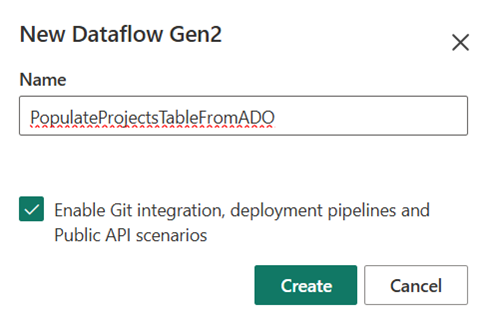 New Dataflow Gen2
Name
PopulateProjectsTableFromADO
Enable Git integration, deployment pipelines and
Public API scenarios
Create Cancel